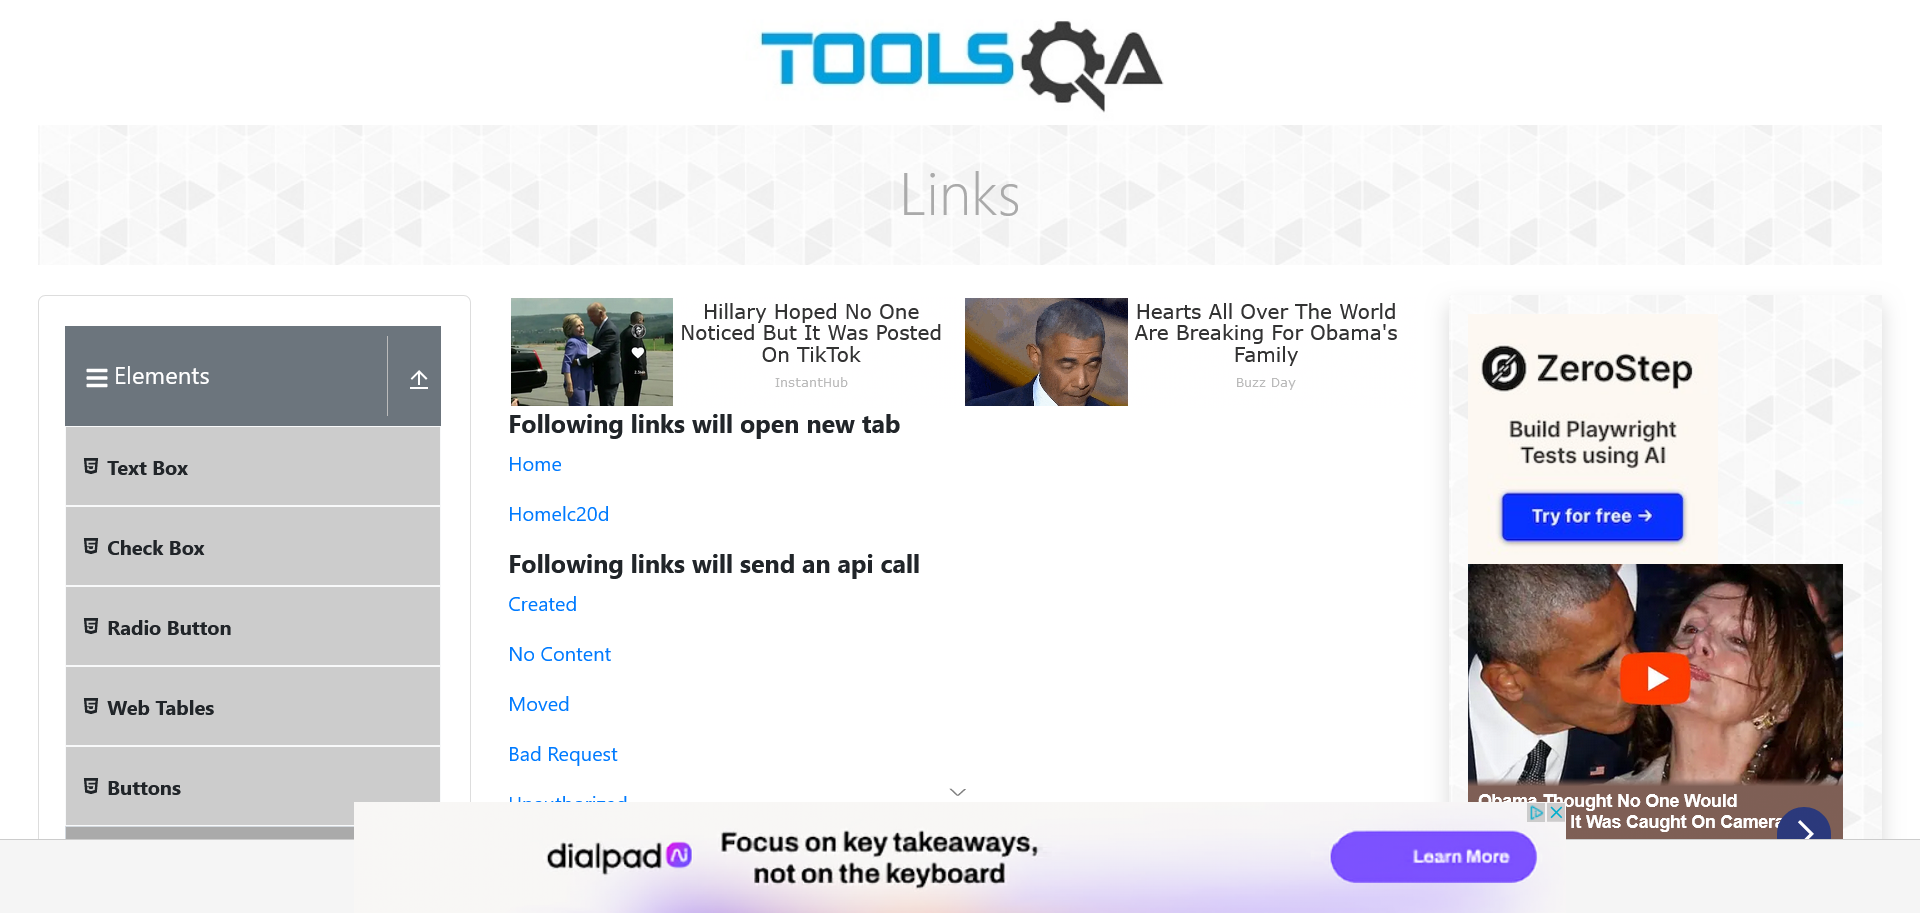 TOOLSQA
Links
Elements
Text Box
Check Box
Radio Button
Web Tables
Buttons
Hillary Hoped No One
Noticed But It Was Posted
On TikTok
InstantHub
Hearts All Over The World
Are Breaking For Obama's
Family
Buzz Day
Following links will open new tab
Home
Homelc20d
Following links will send an api call
Created
No Content
Moved
Bad Request
Unauthorized
ZeroStep
Build Playwright
Tests using AI
Try for free →
Obama Thought No One Would
It Was Caught On Camera
dialpad Ai
Focus on key takeaways,
not on the keyboard
Learn More